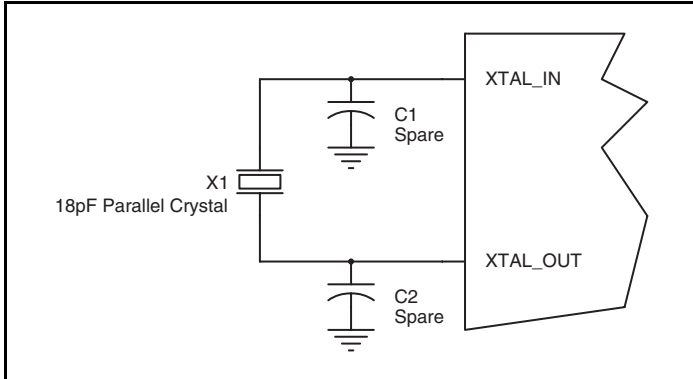 XTAL_IN
C1
Spare
X1
18pF Parallel Crystal
XTAL_OUT
C2
Spare